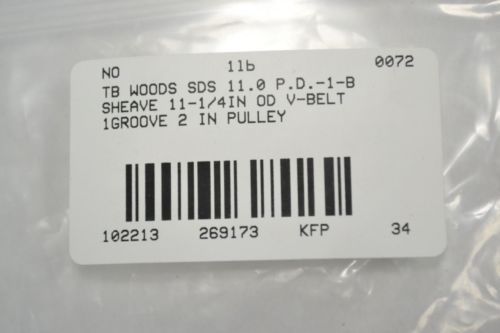 NO 11b 0072
TB WOODS SDS 11.0 P.D.-1-B
SHEAVE 11-1/4IN OD V-BELT
1GROOVE 2 IN PULLEY
102213 269173 KFP 34